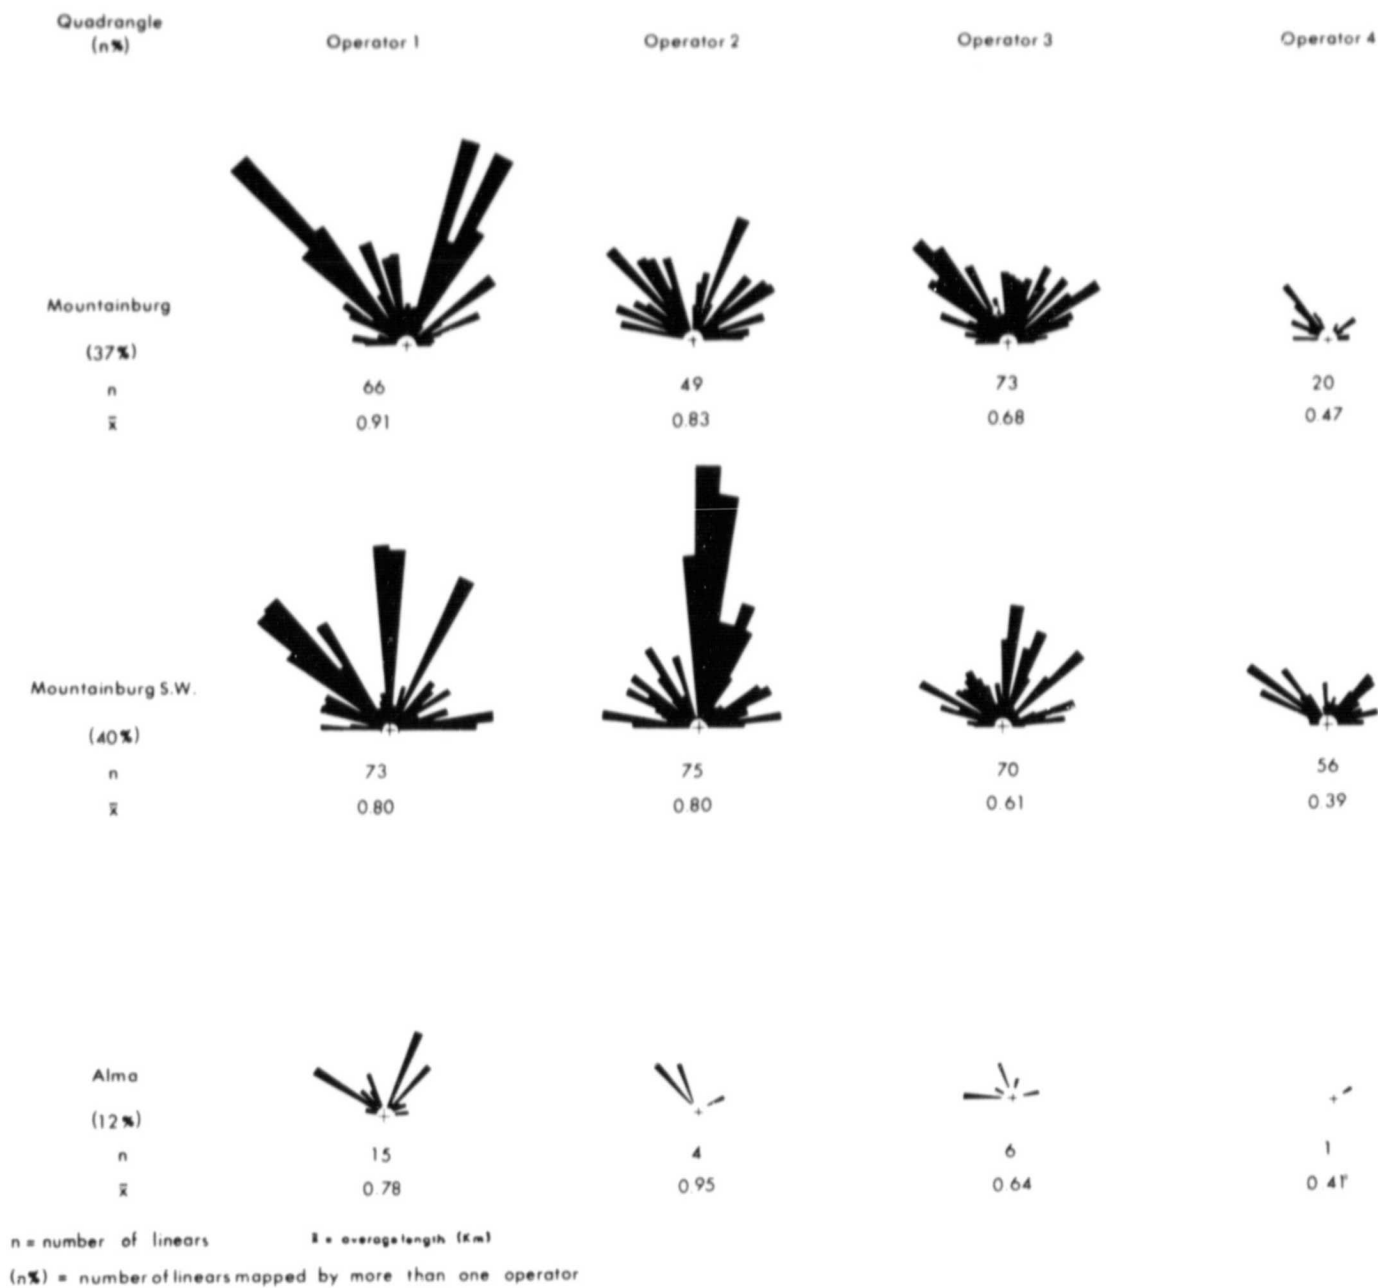 Quadrangle
(n%)
Operator 1
Operator 2
Operator 3
Operator 4
Mountainburg
(37%)
n
66
49
73
20
x̄
0.91
0.83
0.68
0.47
Mountainburg S.W.
(40%)
n
73
75
70
56
x̄
0.80
0.80
0.61
0.39
Alma
(12%)
n
15
4
6
1
x̄
0.78
0.95
0.64
0.41
n = number of linears
x̄ = average length (Km)
(n%) = number of linears mapped by more than one operator